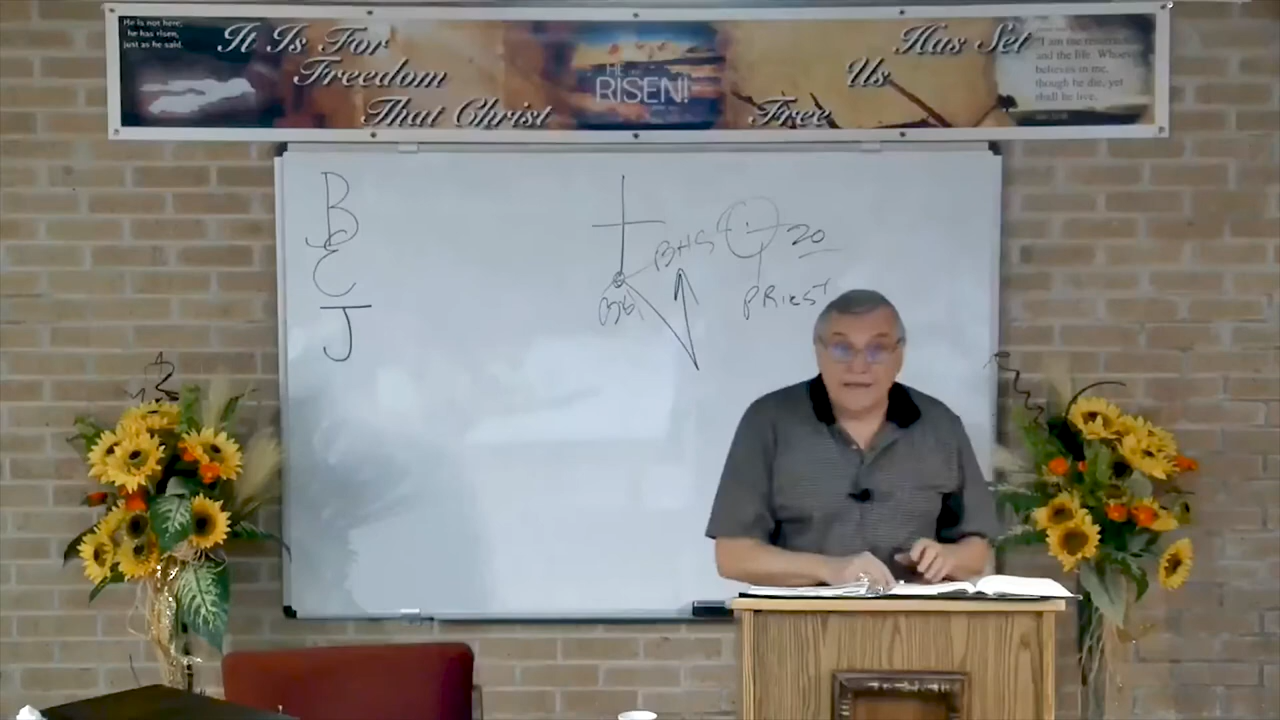 He is not here;
he has risen,
just as he said.
It Is For
Freedom
That Christ
HE
RISEN!
Has Set
Us
Free
"I am the resurrection
and the life. Whoever
believes in me,
though he die, yet
shall he live.
B
C
J
BHS
20
PRIEST